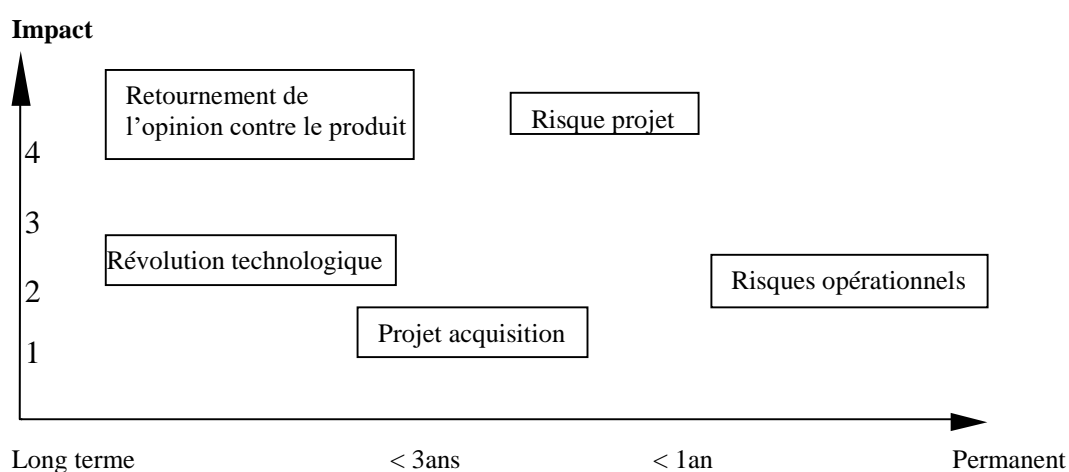 Impact
Retournement de
l'opinion contre le produit
Risque projet
4
3
Révolution technologique
Risques opérationnels
2
Projet acquisition
1
Long terme
< 3ans
< 1an
Permanent